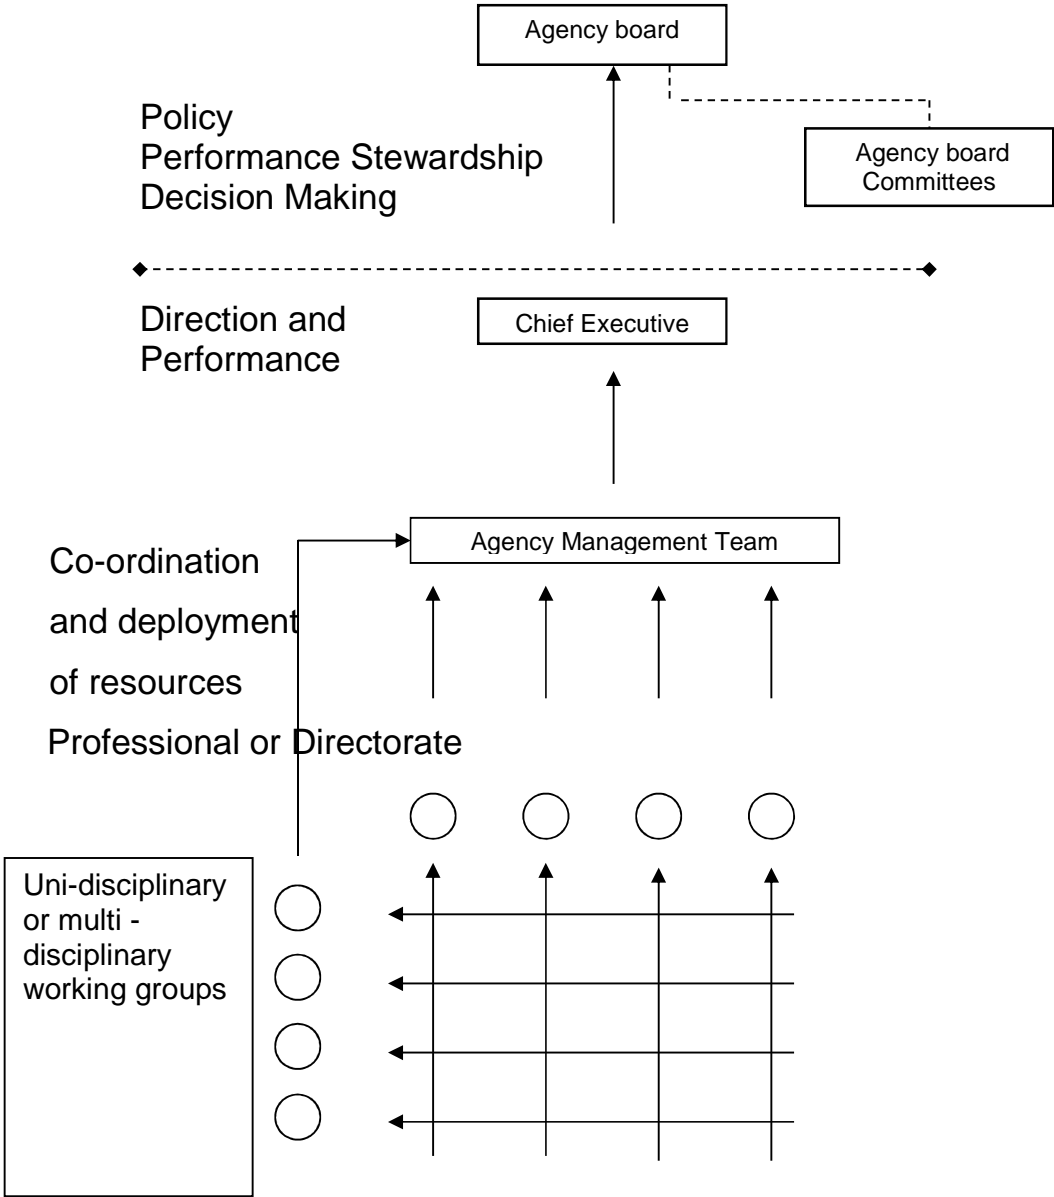 Agency board
Policy
Performance Stewardship
Decision Making
Agency board
Committees
Direction and
Performance
Chief Executive
Agency Management Team
Co-ordination
and deployment
of resources
Professional or Directorate
Uni-disciplinary
or multi -
disciplinary
working groups